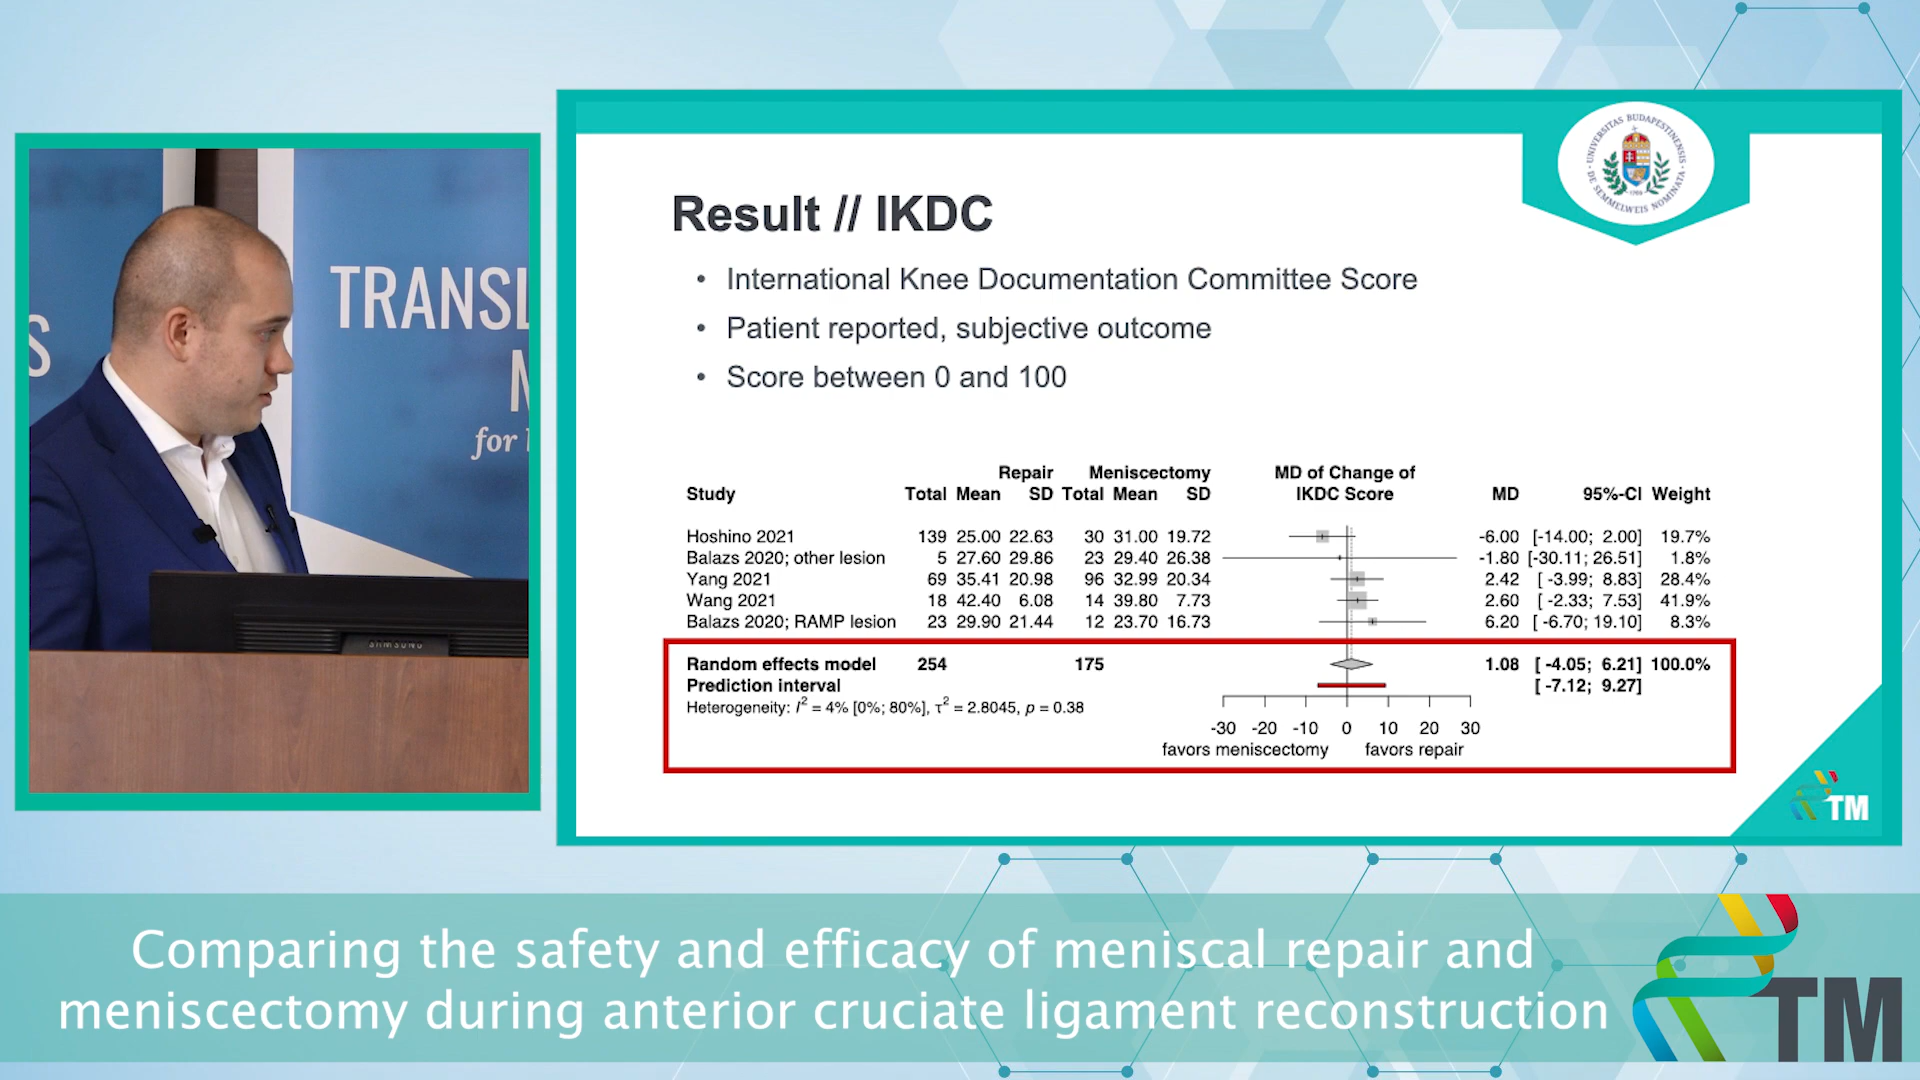 S
TRANSL
M
for
SAMSUNG
UNIVERSITAS BUDAPESTINENSIS
DE SEMMELWEIS NOMINATA
Result // IKDC
• International Knee Documentation Committee Score
• Patient reported, subjective outcome
• Score between 0 and 100
Repair Meniscectomy MD of Change of
Study Total Mean SD Total Mean SD IKDC Score MD 95%-CI Weight
Hoshino 2021 139 25.00 22.63 30 31.00 19.72 -6.00 [-14.00; 2.00] 19.7%
Balazs 2020; other lesion 5 27.60 29.86 23 29.40 26.38 -1.80 [-30.11; 26.51] 1.8%
Yang 2021 69 35.41 20.98 96 32.99 20.34 2.42 [ -3.99; 8.83] 28.4%
Wang 2021 18 42.40 6.08 14 39.80 7.73 2.60 [ -2.33; 7.53] 41.9%
Balazs 2020; RAMP lesion 23 29.90 21.44 12 23.70 16.73 6.20 [ -6.70; 19.10] 8.3%
Random effects model 254 175 1.08 [ -4.05; 6.21] 100.0%
Prediction interval [ -7.12; 9.27]
Heterogeneity: I² = 4% [0%; 80%], τ² = 2.8045, p = 0.38
-30 -20 -10 0 10 20 30
favors meniscectomy favors repair
TM
Comparing the safety and efficacy of meniscal repair and
meniscectomy during anterior cruciate ligament reconstruction
TM